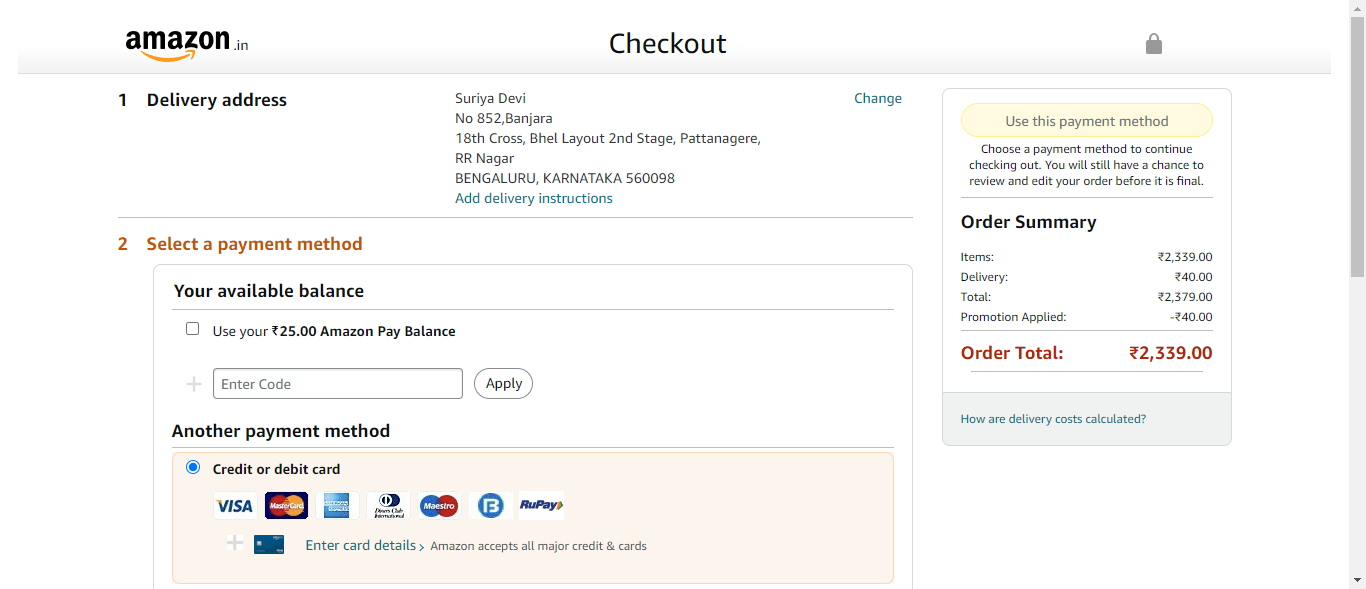 amazon.in
Checkout
1 Delivery address
Suriya Devi
No 852,Banjara
18th Cross, Bhel Layout 2nd Stage, Pattanagere,
RR Nagar
BENGALURU, KARNATAKA 560098
Add delivery instructions
Change
2 Select a payment method
Your available balance
Use your ₹25.00 Amazon Pay Balance
Enter Code
Apply
Another payment method
Credit or debit card
VISA MasterCard AMERICAN EXPRESS Diners Club International Maestro B RuPay
Enter card details › Amazon accepts all major credit & cards
Use this payment method
Choose a payment method to continue
checking out. You will still have a chance to
review and edit your order before it is final.
Order Summary
Items: ₹2,339.00
Delivery: ₹40.00
Total: ₹2,379.00
Promotion Applied: -₹40.00
Order Total: ₹2,339.00
How are delivery costs calculated?